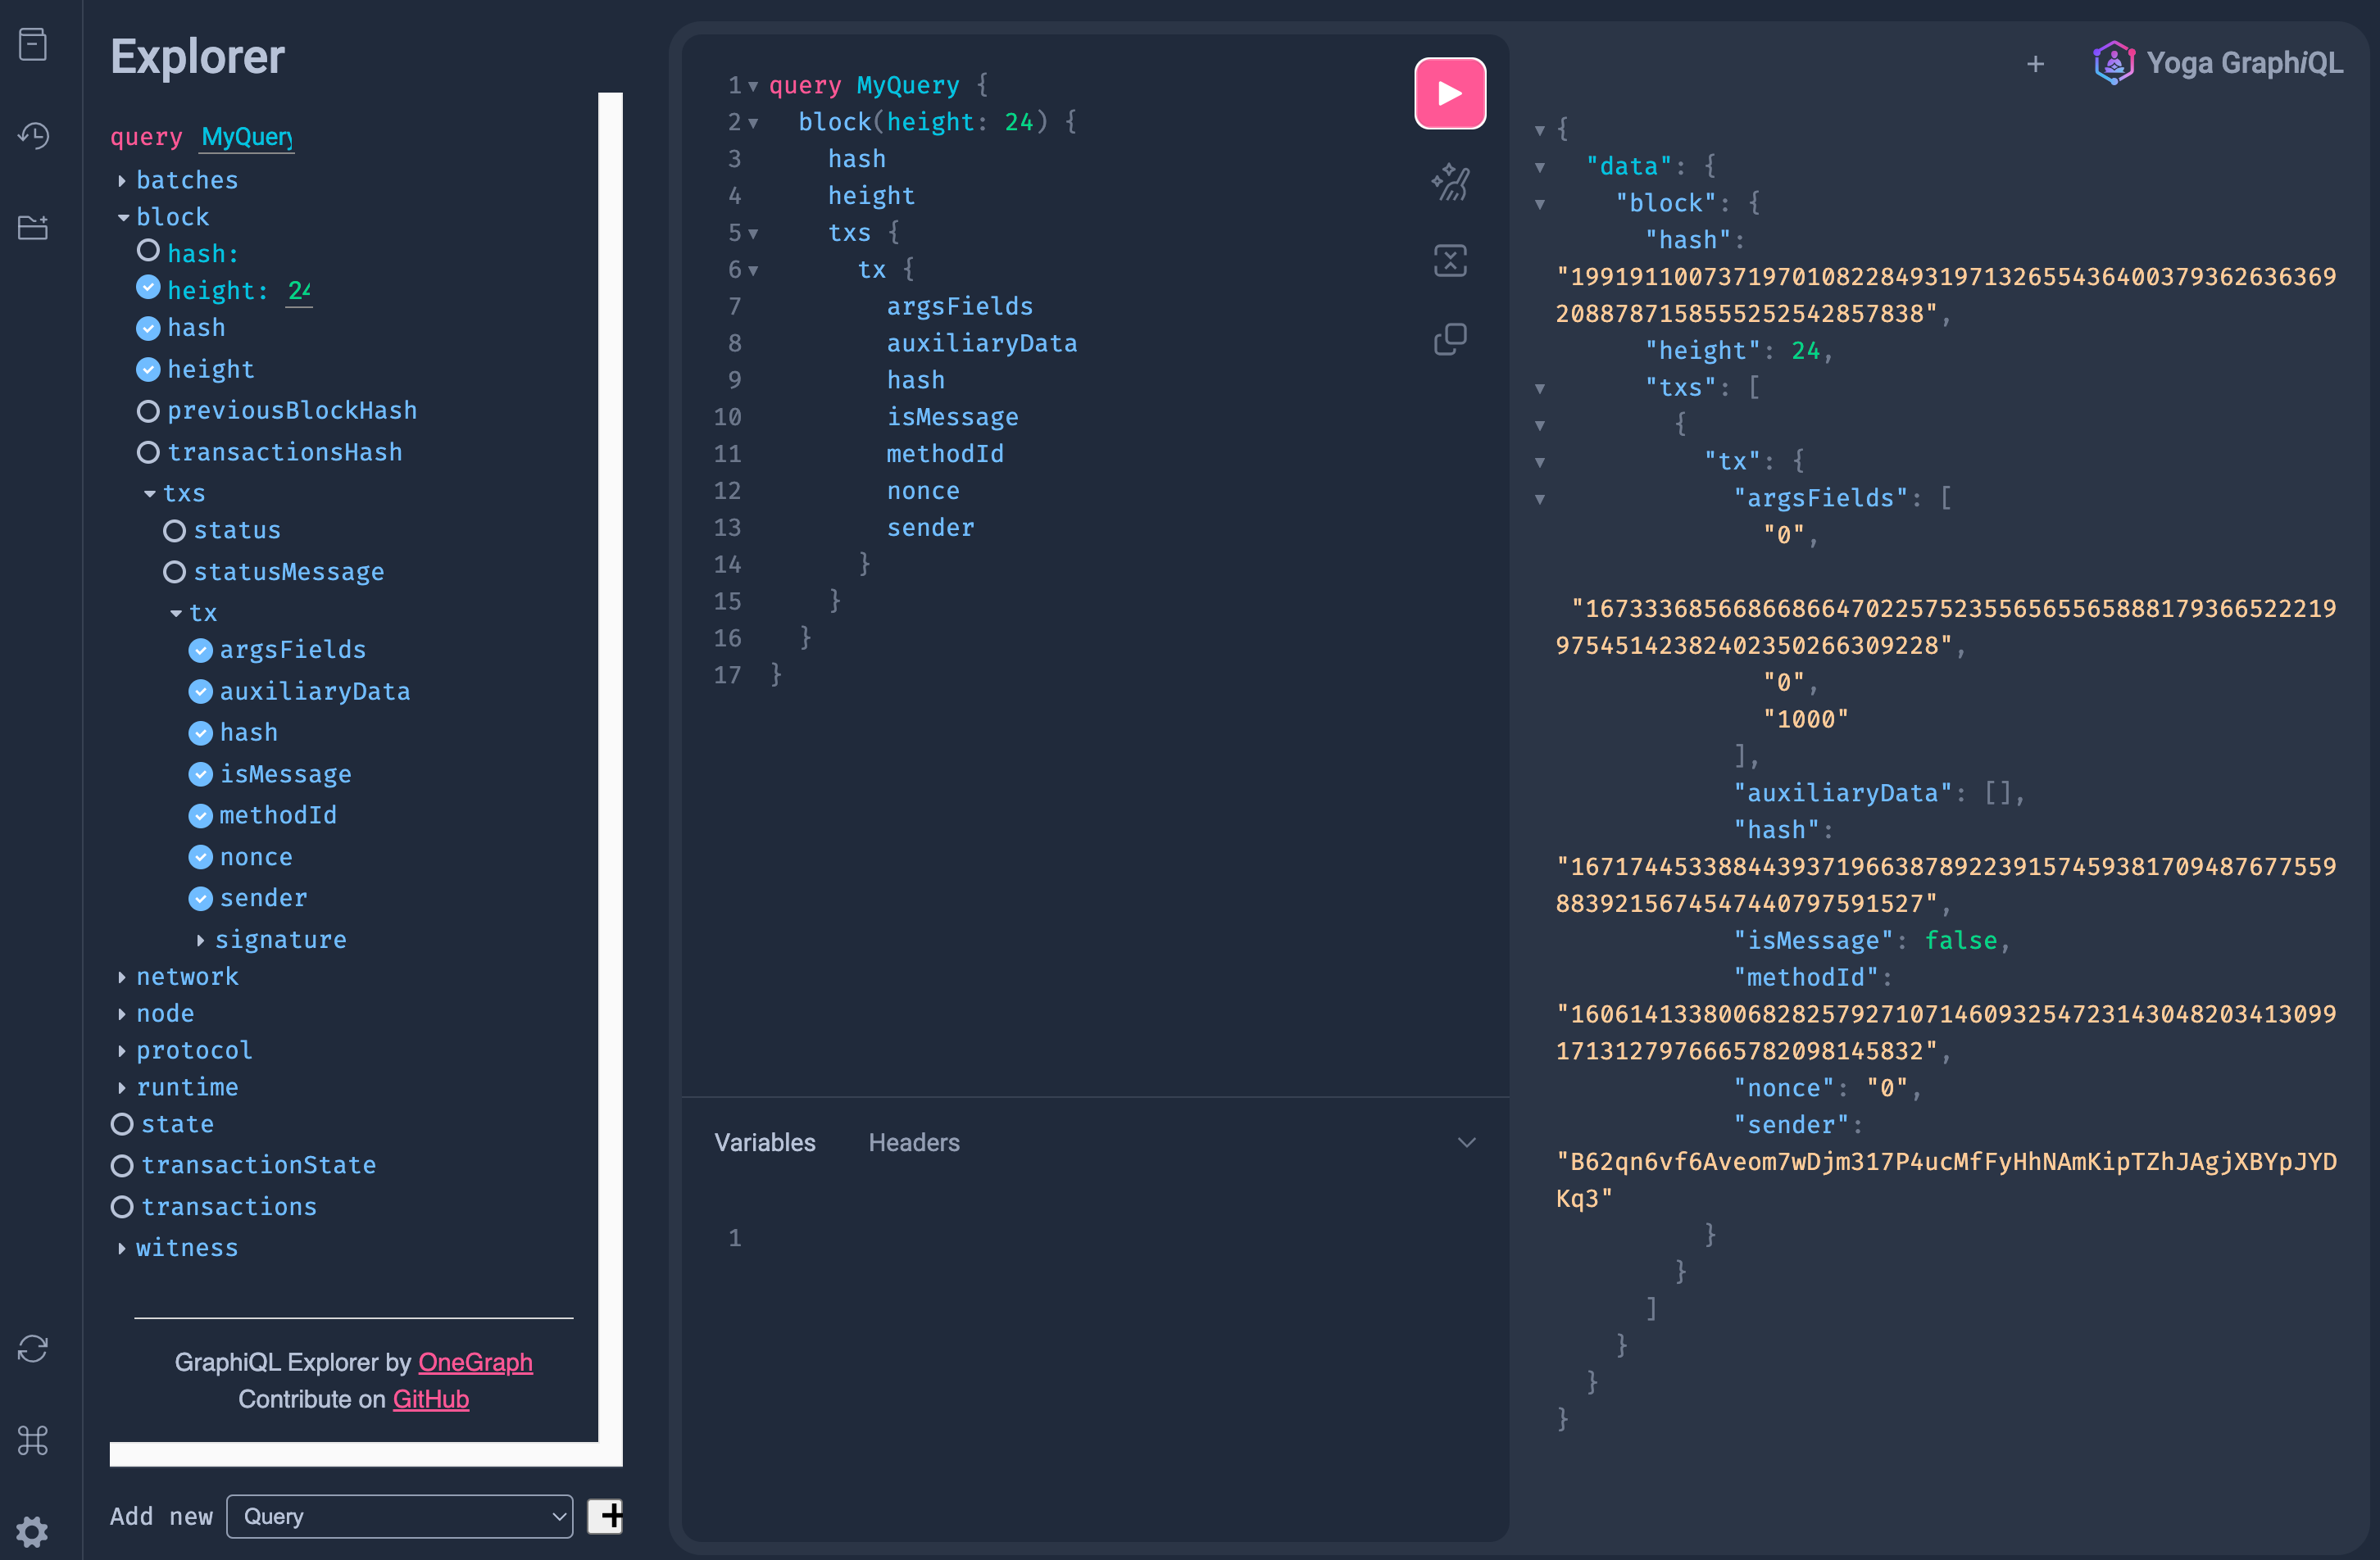 Explorer
query MyQuery
batches
block
hash:
height: 24
hash
height
previousBlockHash
transactionsHash
txs
status
statusMessage
tx
argsFields
auxiliaryData
hash
isMessage
methodId
nonce
sender
signature
network
node
protocol
runtime
state
transactionState
transactions
witness
GraphiQL Explorer by OneGraph
Contribute on GitHub
Add new Query +
1 query MyQuery {
2 block(height: 24) {
3 hash
4 height
5 txs {
6 tx {
7 argsFields
8 auxiliaryData
9 hash
10 isMessage
11 methodId
12 nonce
13 sender
14 }
15 }
16 }
17 }
Variables Headers
1
+ Yoga GraphiQL
{
"data": {
"block": {
"hash":
"19919110073719701082284931971326554364003793626363692088787158555252542857838",
"height": 24,
"txs": [
{
"tx": {
"argsFields": [
"0",
"16733368566866866470225752355656556588817936652221997545142382402350266309228",
"0",
"1000"
],
"auxiliaryData": [],
"hash":
"16717445338844393719663878922391574593817094876775598839215674547440797591527",
"isMessage": false,
"methodId":
"16061413380068282579271071460932547231430482034130991713127976665782098145832",
"nonce": "0",
"sender":
"B62qn6vf6Aveom7wDjm317P4ucMfFyHhNAmKipTZhJAgjXBYpJYD
Kq3"
}
}
]
}
}
}